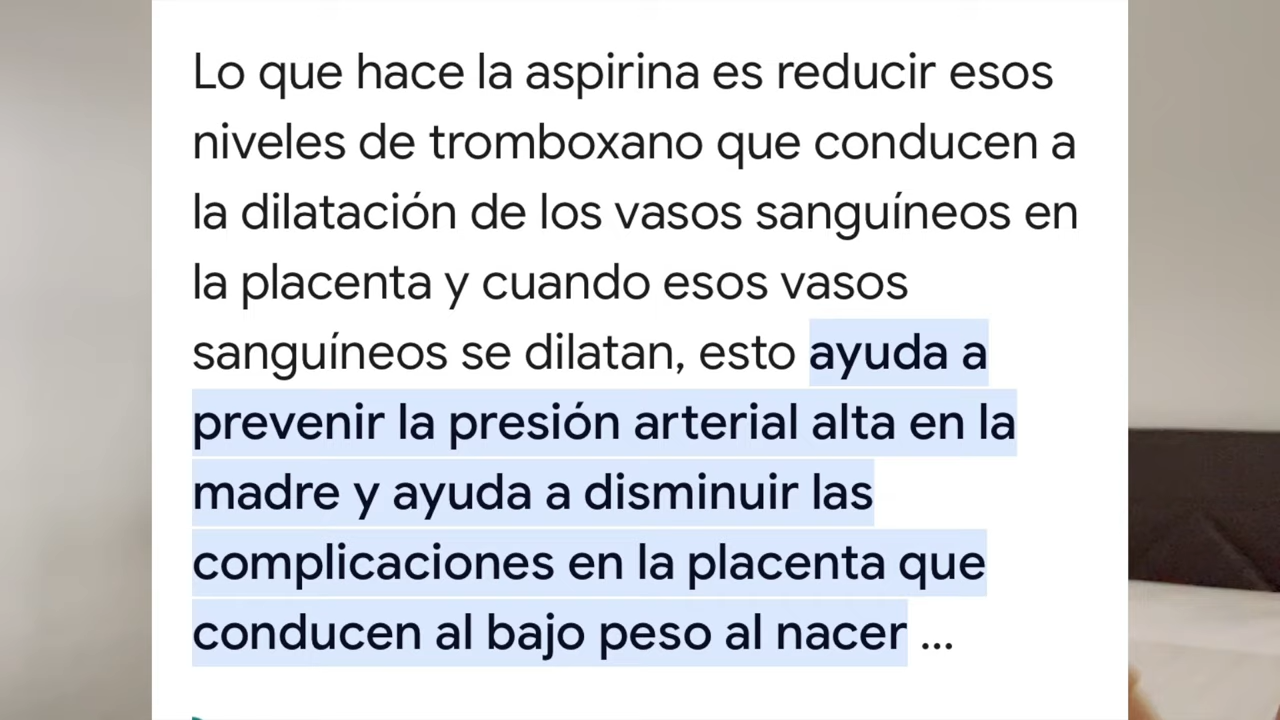 Lo que hace la aspirina es reducir esos
niveles de tromboxano que conducen a
la dilatación de los vasos sanguíneos en
la placenta y cuando esos vasos
sanguíneos se dilatan, esto ayuda a
prevenir la presión arterial alta en la
madre y ayuda a disminuir las
complicaciones en la placenta que
conducen al bajo peso al nacer ...